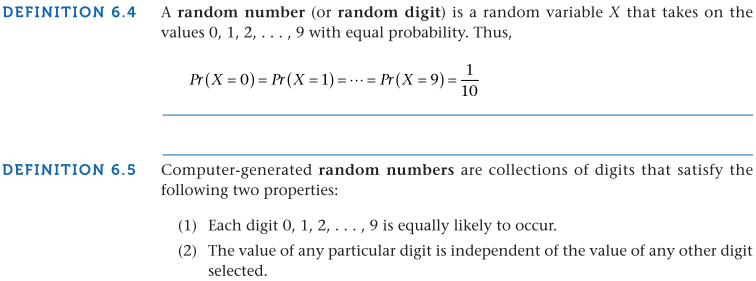 DEFINITION 6.4 A random number (or random digit) is a random variable X that takes on the
values 0, 1, 2, . . . , 9 with equal probability. Thus,
Pr(X = 0) = Pr(X = 1) = ··· = Pr(X = 9) = 1/10
DEFINITION 6.5 Computer-generated random numbers are collections of digits that satisfy the
following two properties:
(1) Each digit 0, 1, 2, . . . , 9 is equally likely to occur.
(2) The value of any particular digit is independent of the value of any other digit
selected.